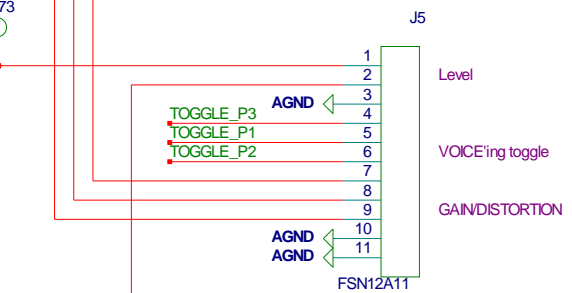 73
J5
1
2
Level
3
AGND
TOGGLE_P3
4
TOGGLE_P1
5
TOGGLE_P2
6
VOICE'ing toggle
7
8
9
GAIN/DISTORTION
AGND
10
AGND
11
FSN12A11